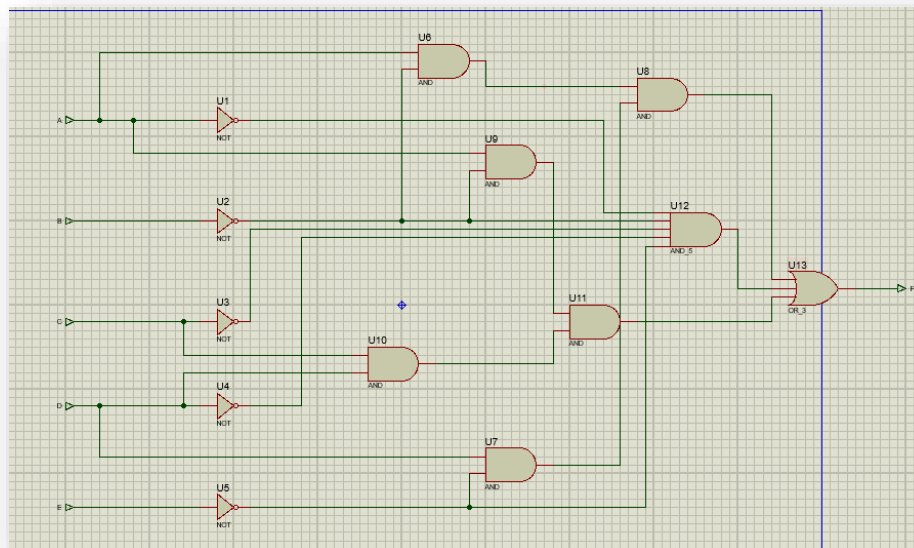 U6
AND
U8
AND
U1
A
NOT
U9
AND
U2
B
NOT
U12
AND_5
U13
OR_3
F
U3
C
NOT
U11
AND
U10
AND
U4
D
NOT
U7
AND
U5
E
NOT